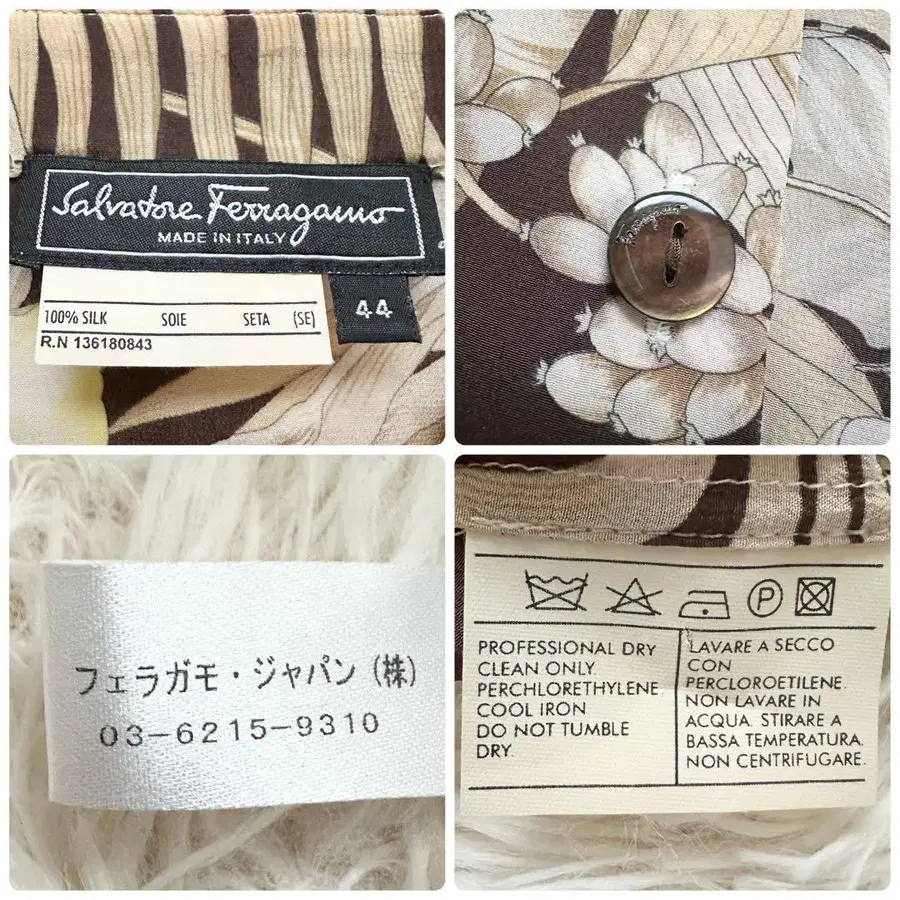 Salvatore Ferragamo
MADE IN ITALY
44
100% SILK SOIE SETA (SE)
R.N 136180843
Ferragamo
フェラガモ・ジャパン(株)
03-6215-9310
P
PROFESSIONAL DRY
CLEAN ONLY
PERCHLORETHYLENE
COOL IRON
DO NOT TUMBLE
DRY.
LAVARE A SECCO
CON
PERCLOROETILENE.
NON LAVARE IN
ACQUA. STIRARE A
BASSA TEMPERATURA.
NON CENTRIFUGARE.